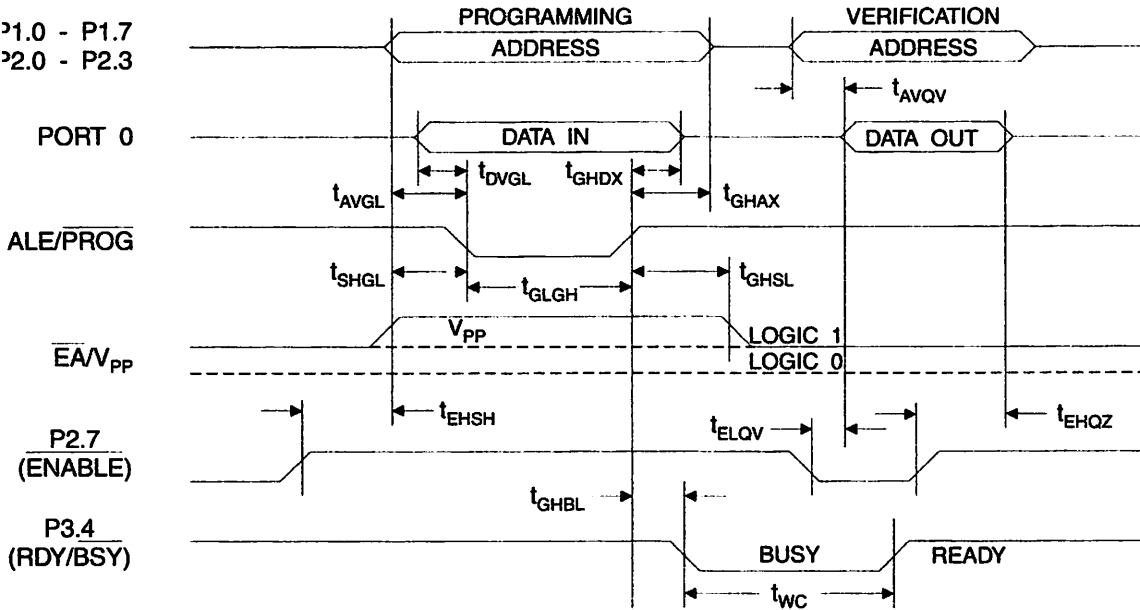 PROGRAMMING VERIFICATION
P1.0 - P1.7
P2.0 - P2.3
ADDRESS ADDRESS
tAVQV
PORT 0 DATA IN DATA OUT
tDVGL tGHDX
tAVGL tGHAX
ALE/PROG
tSHGL tGLGH tGHSL
VPP LOGIC 1
EA/VPP LOGIC 0
tEHSH tELQV tEHQZ
P2.7
(ENABLE)
tGHBL
P3.4
(RDY/BSY) BUSY READY
tWC